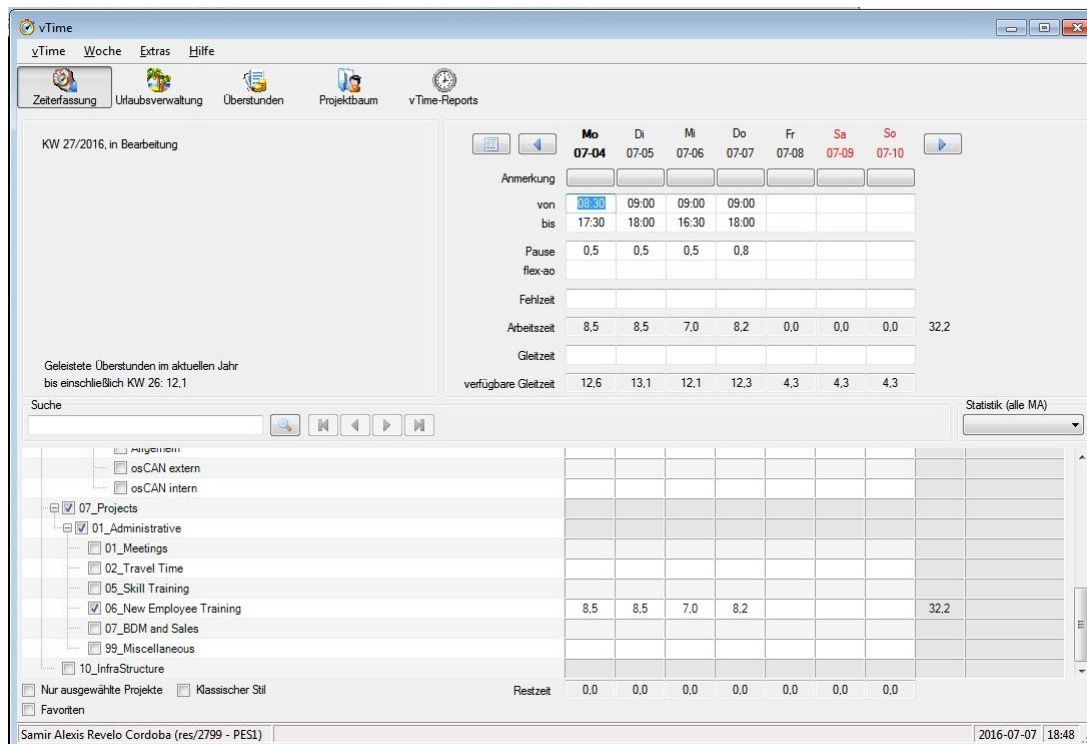 vTime
vTime Woche Extras Hilfe
Zeiterfassung Urlaubsverwaltung Überstunden Projektbaum vTime-Reports
KW 27/2016, in Bearbeitung
Mo Di Mi Do Fr Sa So
07-04 07-05 07-06 07-07 07-08 07-09 07-10
Anmerkung
von 08:30 09:00 09:00 09:00
bis 17:30 18:00 16:30 18:00
Pause 0,5 0,5 0,5 0,8
flex-ao
Fehlzeit
Arbeitszeit 8,5 8,5 7,0 8,2 0,0 0,0 0,0 32,2
Gleitzeit
Geleistete Überstunden im aktuellen Jahr
bis einschließlich KW 26: 12,1
verfügbare Gleitzeit 12,6 13,1 12,1 12,3 4,3 4,3 4,3
Suche Statistik (alle MA)
Allgemein
osCAN extern
osCAN intern
07_Projects
01_Administrative
01_Meetings
02_Travel Time
05_Skill Training
06_New Employee Training 8,5 8,5 7,0 8,2 32,2
07_BDM and Sales
99_Miscellaneous
10_InfraStructure
Nur ausgewählte Projekte Klassischer Stil Restzeit 0,0 0,0 0,0 0,0 0,0 0,0 0,0
Favoriten
Samir Alexis Revelo Cordoba (res/2799 - PES1) 2016-07-07 18:48